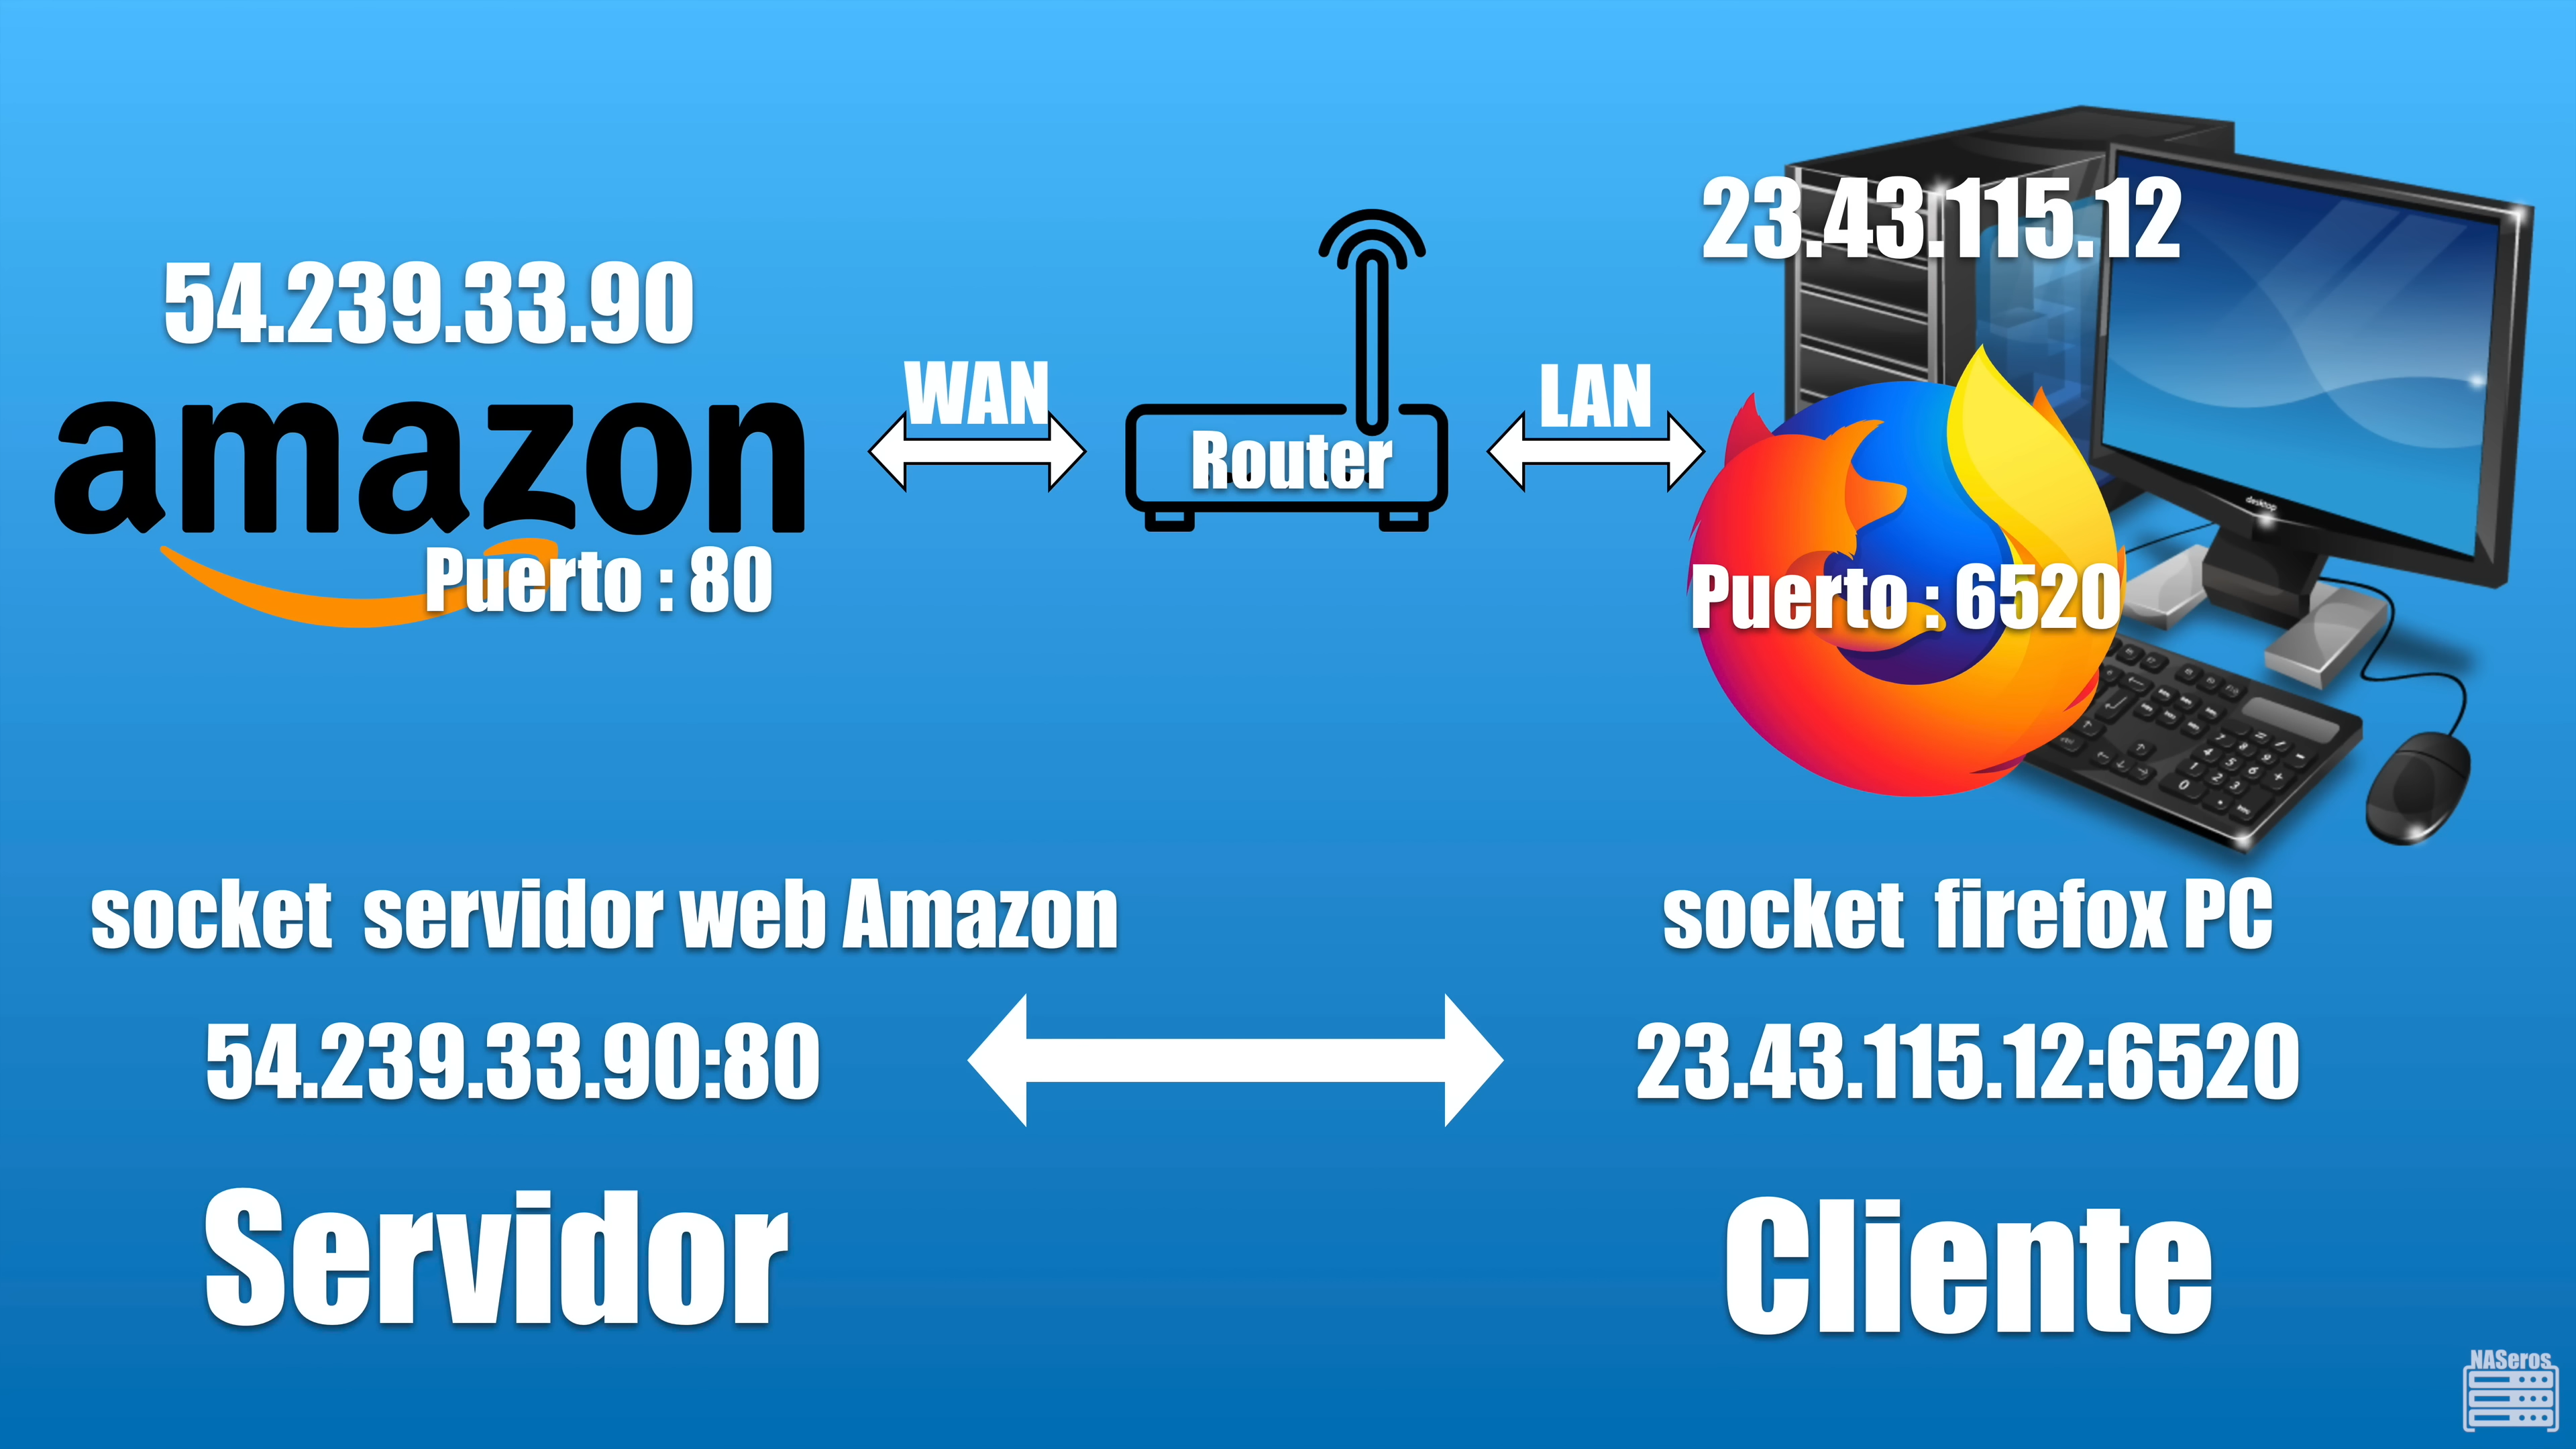 23.43.115.12
54.239.33.90
WAN
LAN
amazon
Router
Puerto : 80
Puerto : 6520
desktop
socket servidor web Amazon
socket firefox PC
54.239.33.90:80
23.43.115.12:6520
Servidor
Cliente
NASeros